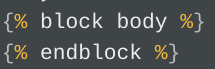 {% block body %}
{% endblock %}